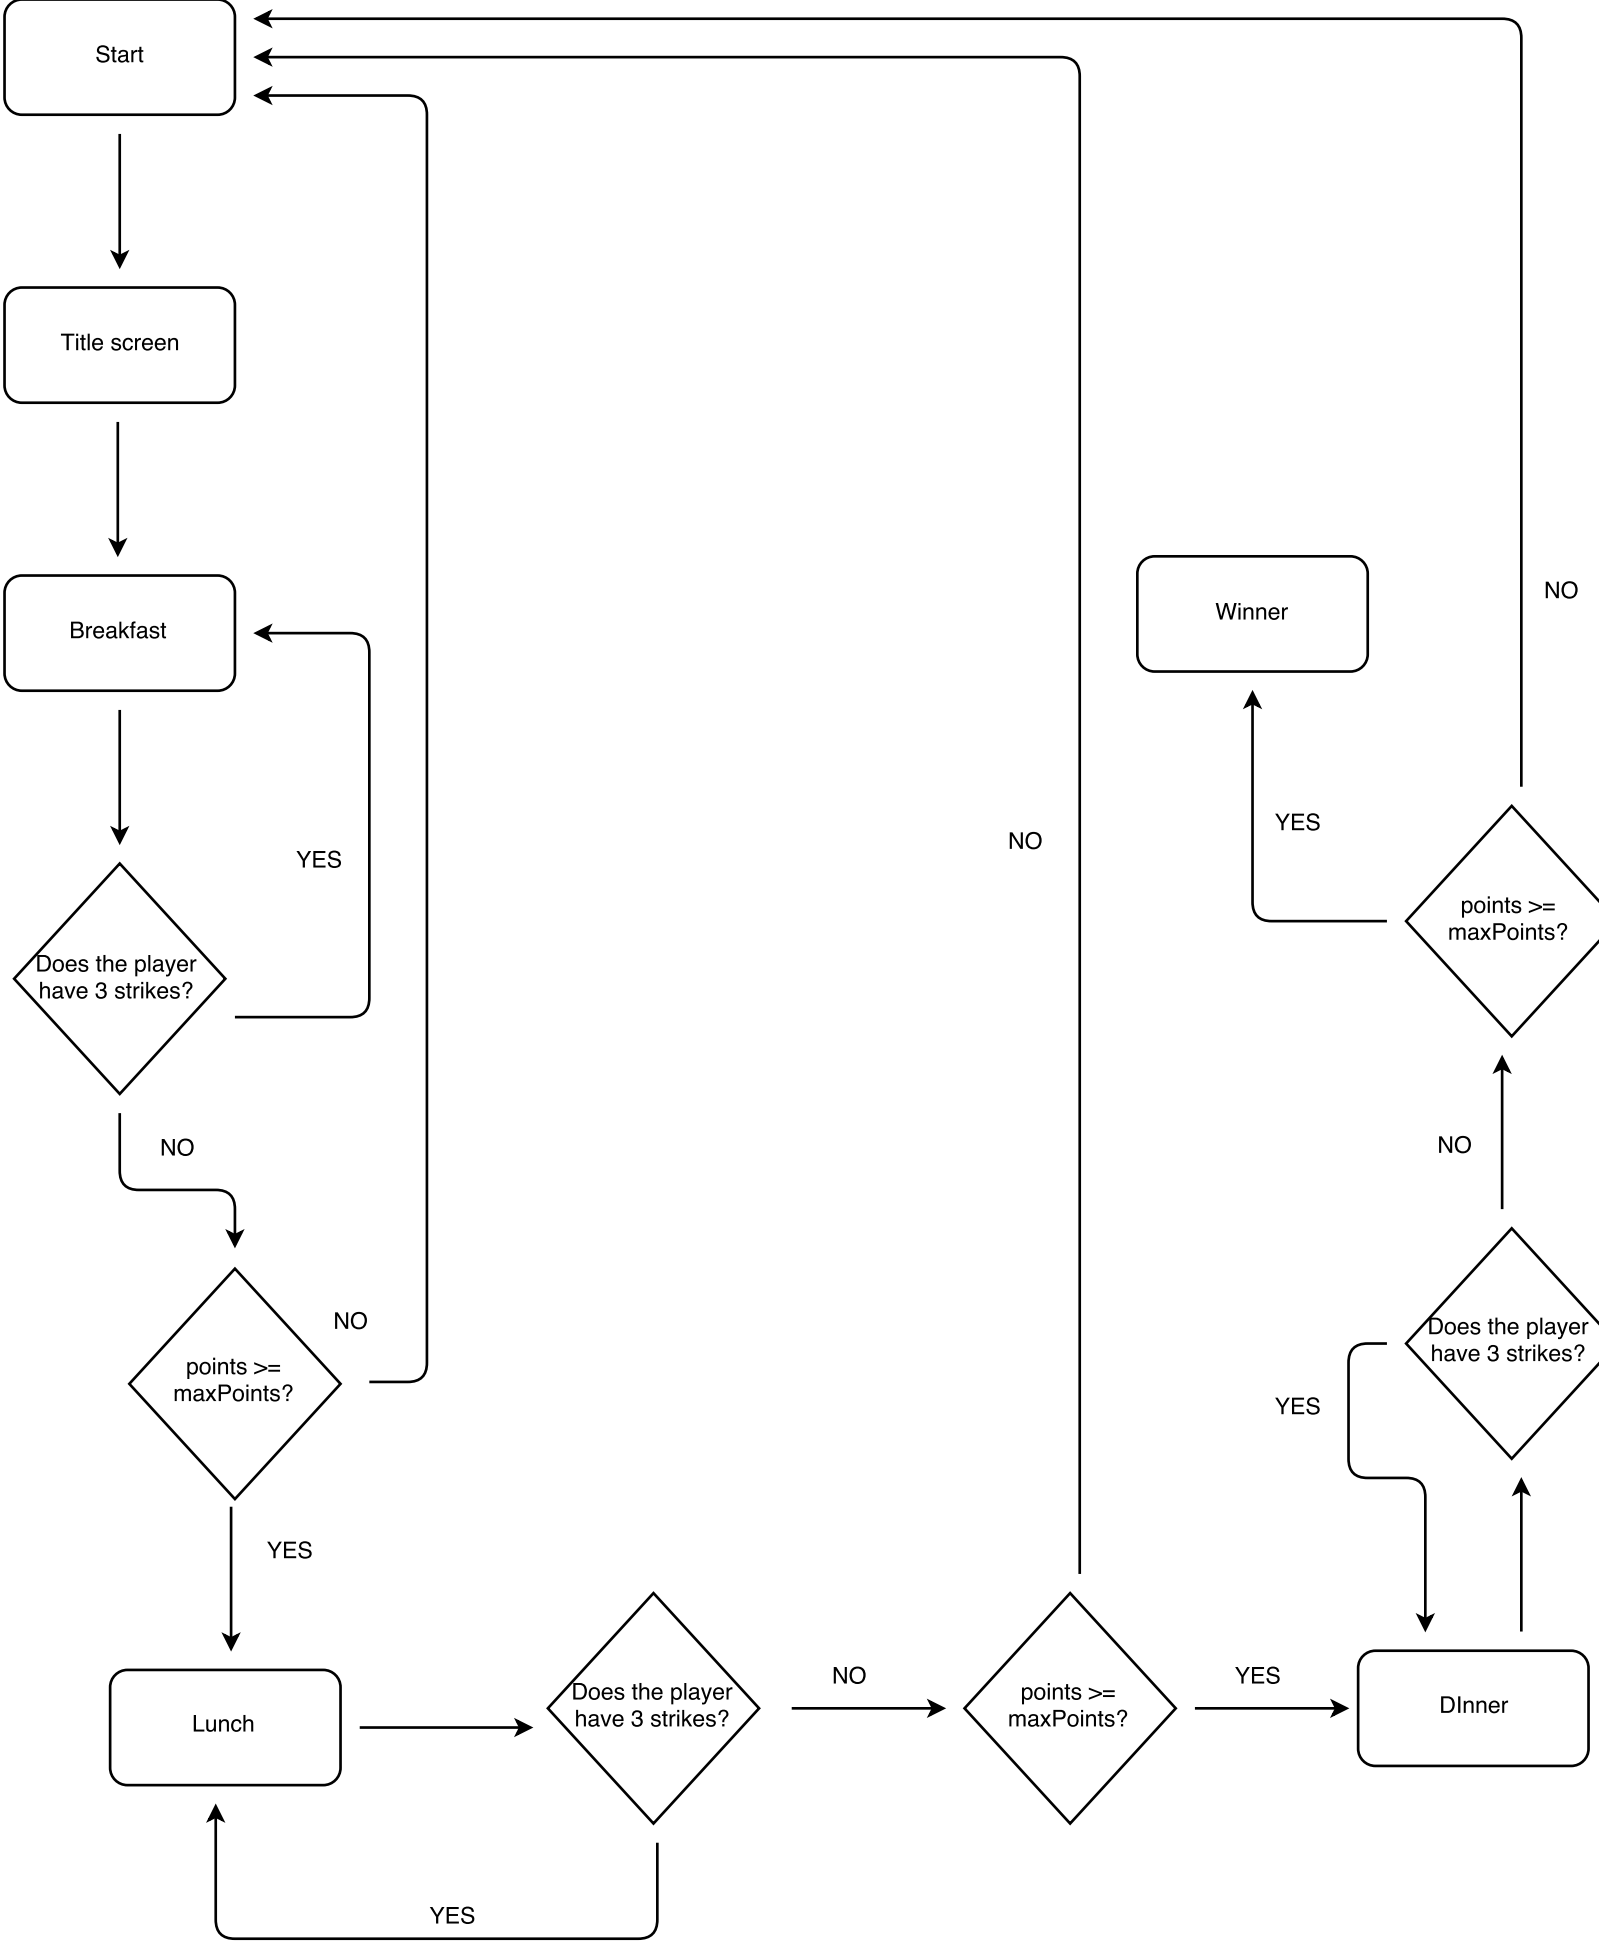 Start
Title screen
Breakfast
YES
Does the player
have 3 strikes?
NO
points >=
maxPoints?
NO
YES
Lunch
Does the player
have 3 strikes?
YES
NO
points >=
maxPoints?
NO
YES
DInner
Does the player
have 3 strikes?
YES
NO
points >=
maxPoints?
YES
NO
Winner